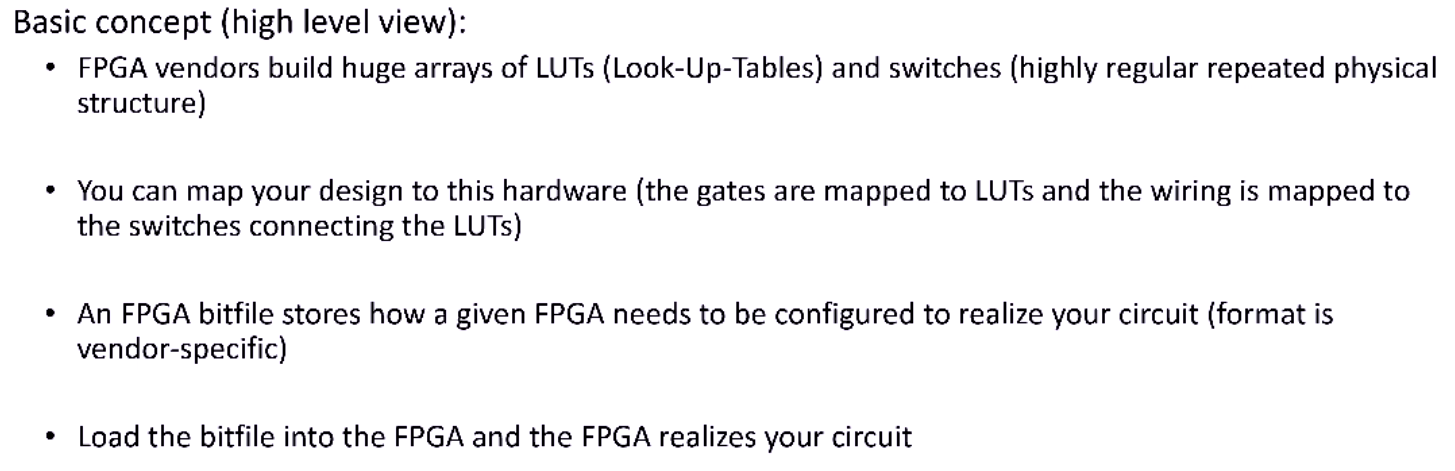 Basic concept (high level view):
• FPGA vendors build huge arrays of LUTs (Look-Up-Tables) and switches (highly regular repeated physical
structure)
• You can map your design to this hardware (the gates are mapped to LUTs and the wiring is mapped to
the switches connecting the LUTs)
• An FPGA bitfile stores how a given FPGA needs to be configured to realize your circuit (format is
vendor-specific)
• Load the bitfile into the FPGA and the FPGA realizes your circuit